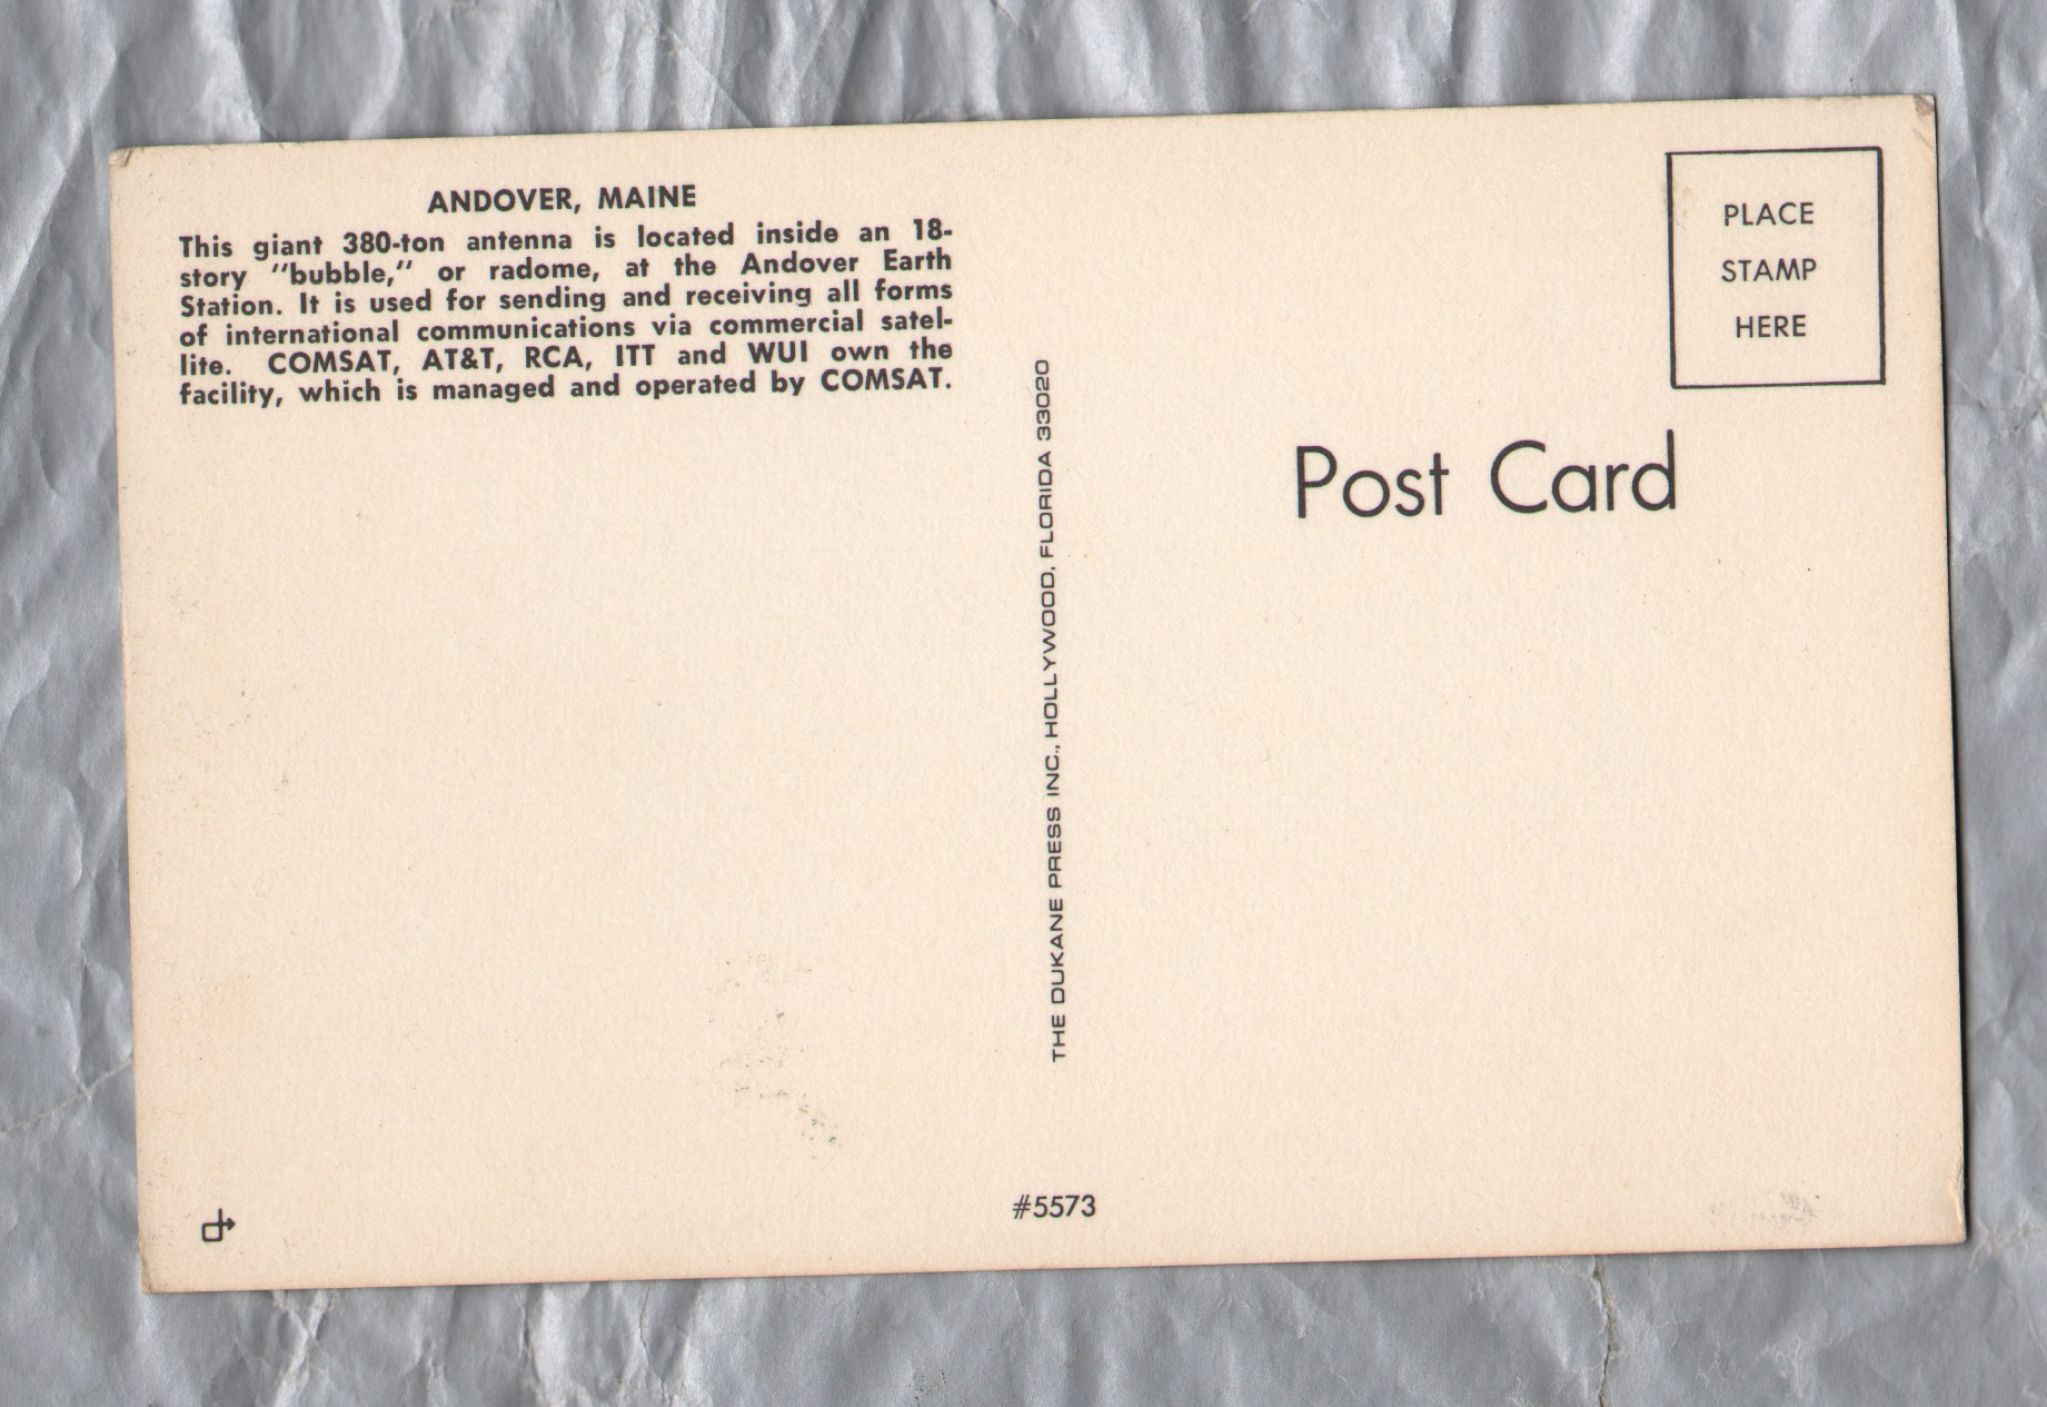 ANDOVER, MAINE
This giant 380-ton antenna is located inside an 18-
story "bubble," or radome, at the Andover Earth
Station. It is used for sending and receiving all forms
of international communications via commercial satel-
lite. COMSAT, AT&T, RCA, ITT and WUI own the
facility, which is managed and operated by COMSAT.
THE DUKANE PRESS INC., HOLLYWOOD, FLORIDA 33020
PLACE
STAMP
HERE
Post Card
#5573